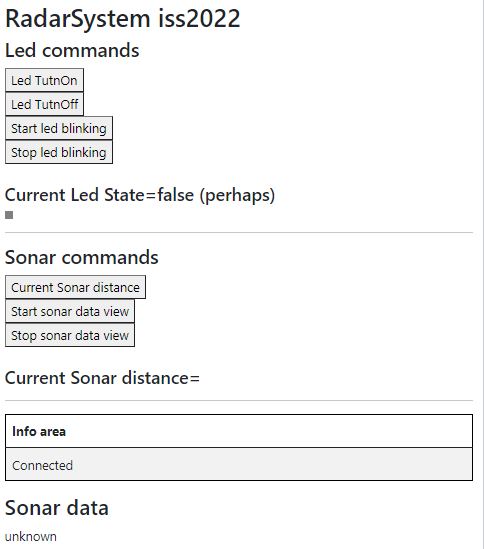 RadarSystem iss2022
Led commands
Led TutnOn
Led TutnOff
Start led blinking
Stop led blinking
Current Led State=false (perhaps)
Sonar commands
Current Sonar distance
Start sonar data view
Stop sonar data view
Current Sonar distance=
Info area
Connected
Sonar data
unknown